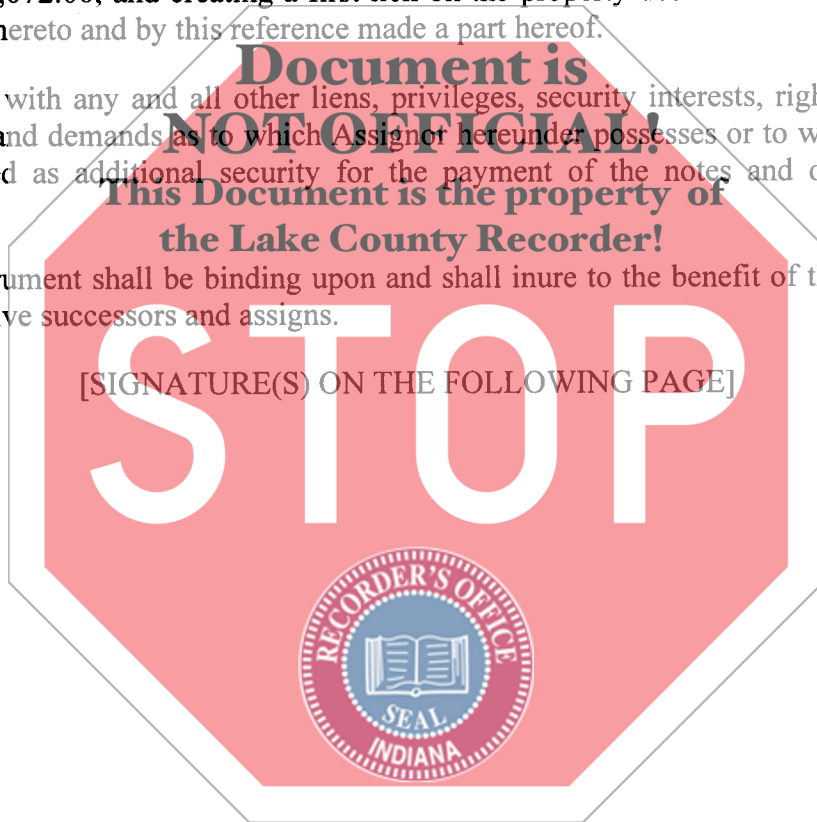 hereto and by this reference made a part hereof.
Document is
with any and all other liens, privileges, security interests,
and demands as to which Assignor hereunder possesses or to
NOT OFFICIAL!
as additional security for the payment of the notes and
This Document is the property of
the Lake County Recorder!
shall be binding upon and shall inure to the benefit of
successors and assigns.
[SIGNATURE(S) ON THE FOLLOWING PAGE]
STOP
RECORDER'S OFFICE
SEAL
INDIANA